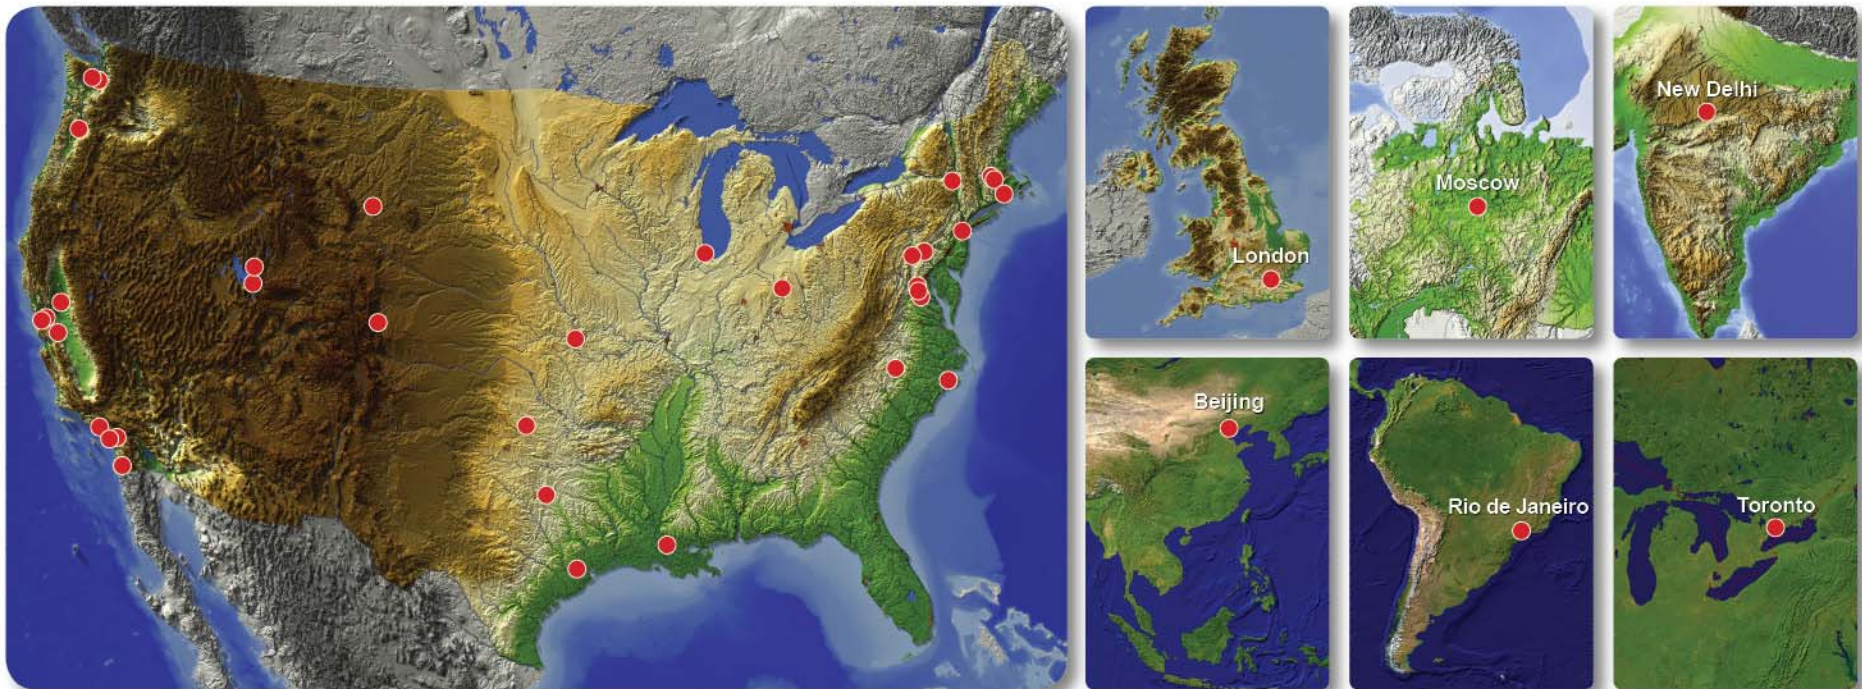 New Delhi
Moscow
London
Beijing
Rio de Janeiro
Toronto